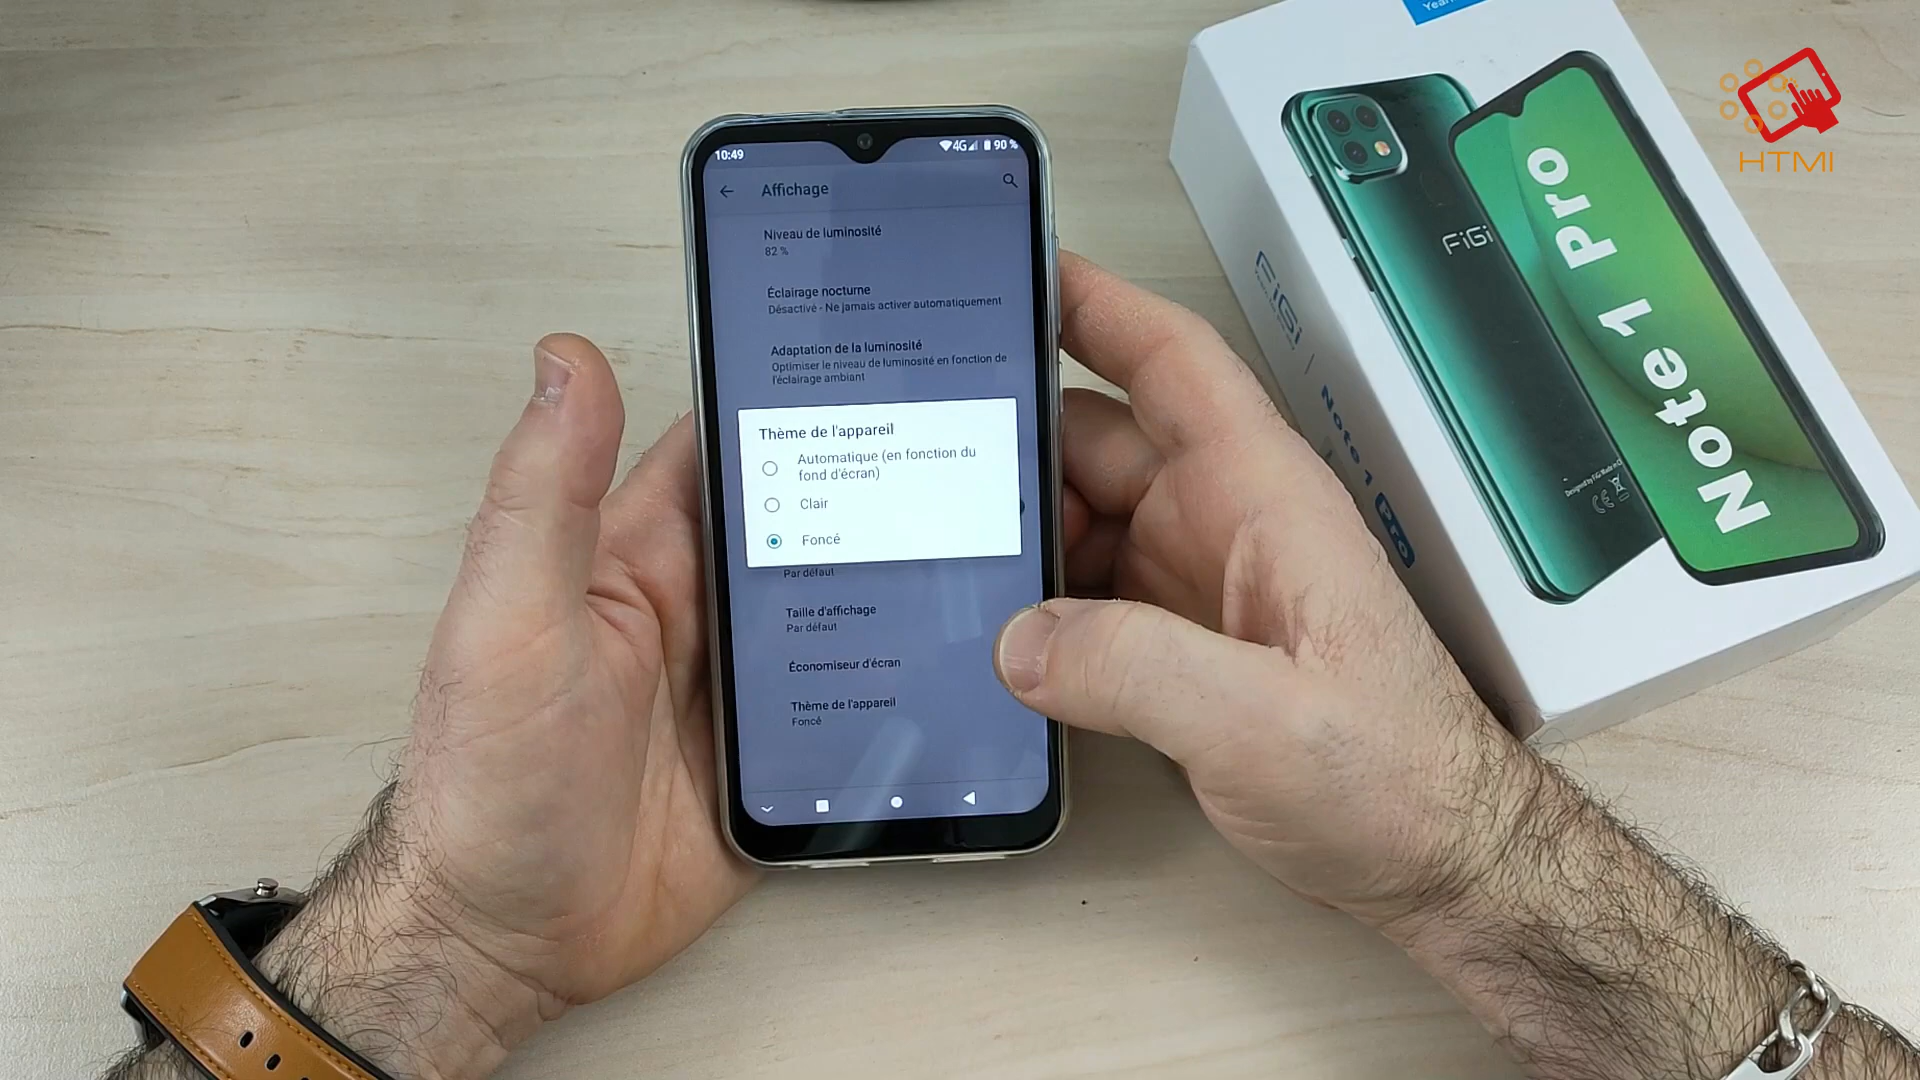 10:49
4G
90 %
Affichage
Niveau de luminosité
82 %
Éclairage nocturne
Désactivé - Ne jamais activer automatiquement
Adaptation de la luminosité
Optimiser le niveau de luminosité en fonction de
l'éclairage ambiant
Thème de l'appareil
Automatique (en fonction du
fond d'écran)
Clair
Foncé
Par défaut
Taille d'affichage
Par défaut
Économiseur d'écran
Thème de l'appareil
Foncé
FiGi
Note 1 Pro
FiGi
Note 1 Pro
HTMI